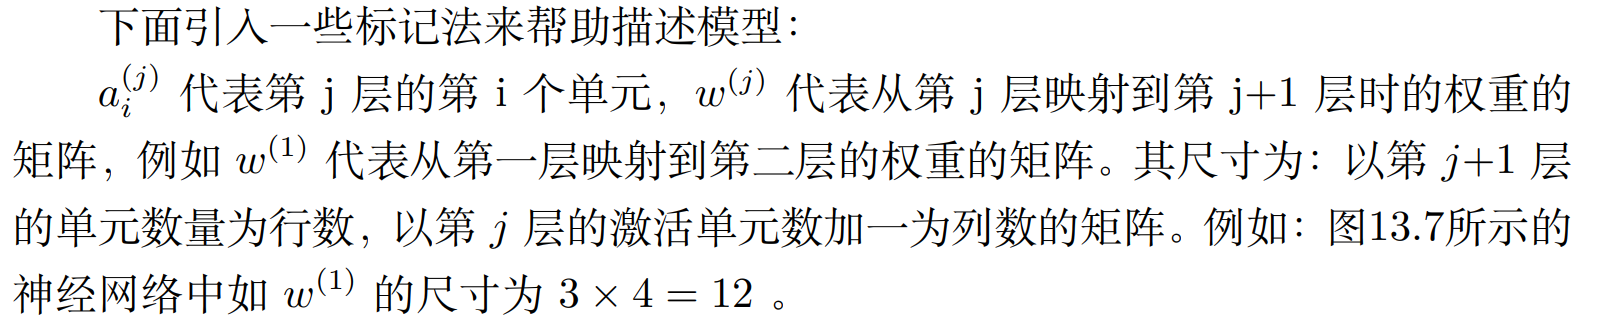 下面引入一些标记法来帮助描述模型：
a_i^{(j)} 代表第 j 层的第 i 个单元，w^{(j)} 代表从第 j 层映射到第 j+1 层时的权重的
矩阵，例如 w^{(1)} 代表从第一层映射到第二层的权重的矩阵。其尺寸为：以第 j+1 层
的单元数量为行数，以第 j 层的激活单元数加一为列数的矩阵。例如：图13.7所示的
神经网络中如 w^{(1)} 的尺寸为 3 × 4 = 12 。